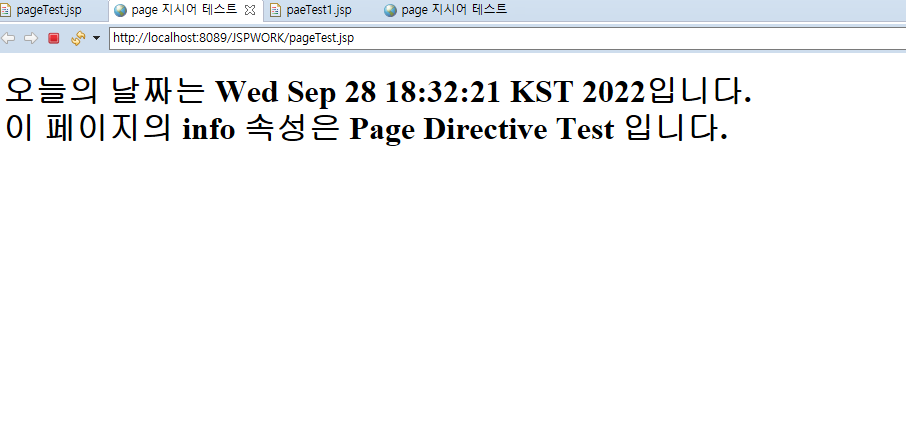 pageTest.jsp page 지시어 테스트 paeTest1.jsp page 지시어 테스트
http://localhost:8089/JSPWORK/pageTest.jsp
오늘의 날짜는 Wed Sep 28 18:32:21 KST 2022입니다.
이 페이지의 info 속성은 Page Directive Test 입니다.